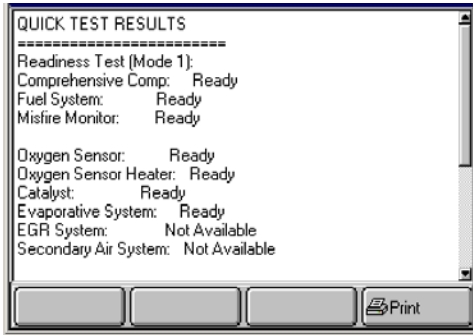 QUICK TEST RESULTS
========================
Readiness Test (Mode 1):
Comprehensive Comp: Ready
Fuel System: Ready
Misfire Monitor: Ready
Oxygen Sensor: Ready
Oxygen Sensor Heater: Ready
Catalyst: Ready
Evaporative System: Ready
EGR System: Not Available
Secondary Air System: Not Available
Print